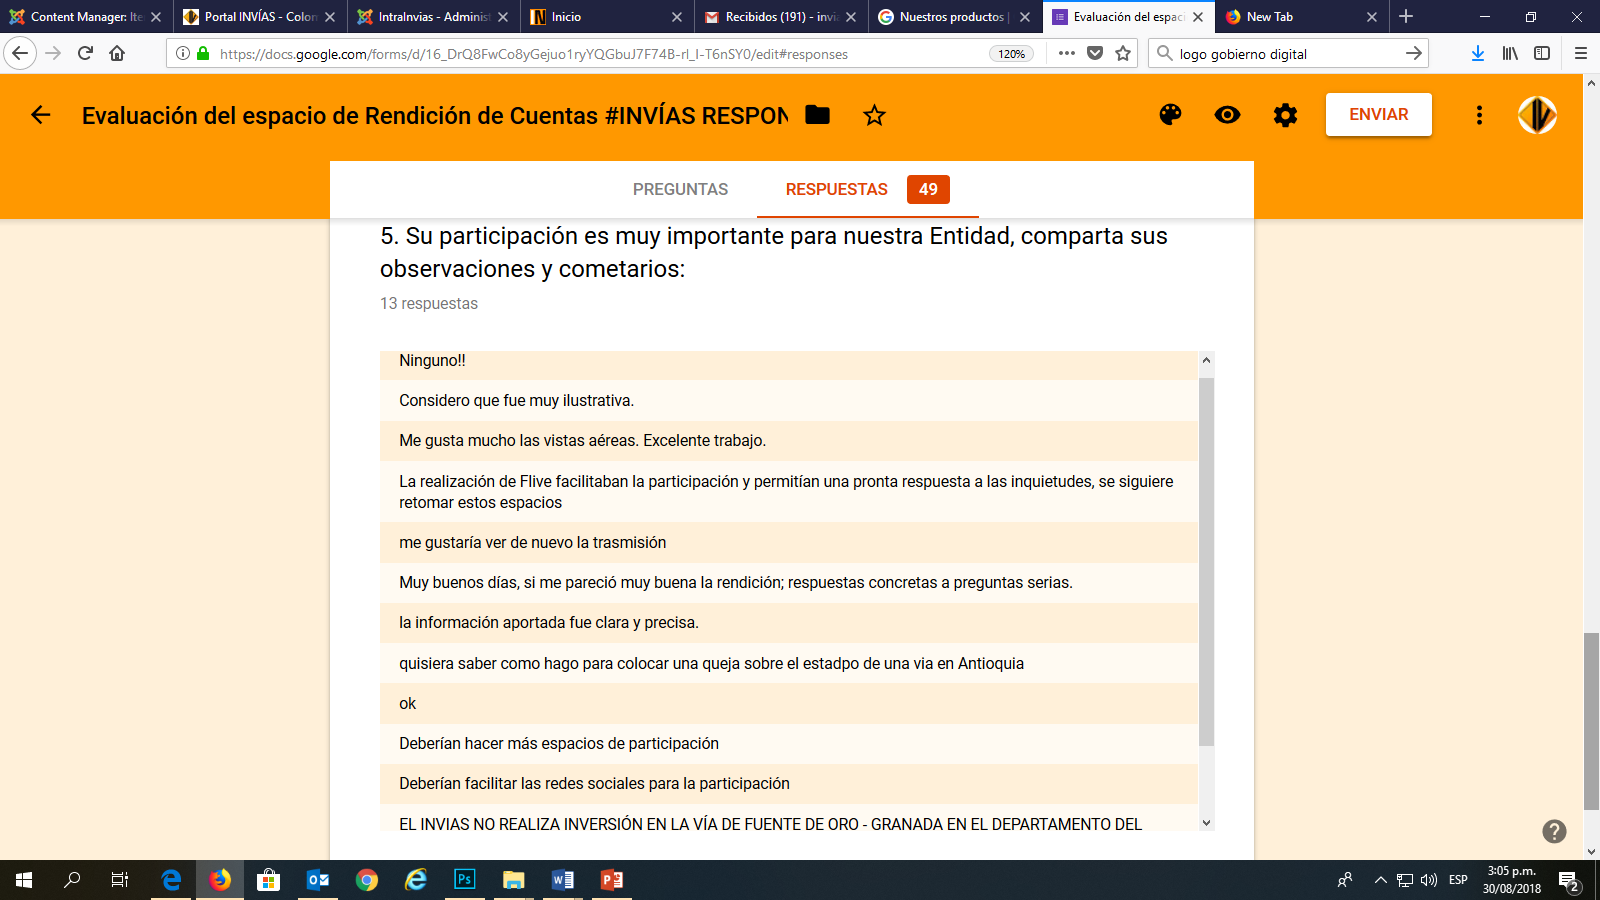 Content Manager: Ite
Portal INVÍAS - Colom
IntraInvias - Administ
Inicio
Recibidos (191) - invia
Nuestros productos |
Evaluación del espaci
New Tab
https://docs.google.com/forms/d/16_DrQ8FwCo8yGejuo1ryYQGbuJ7F74B-rl_I-T6nSY0/edit#responses
120%
logo gobierno digital
Evaluación del espacio de Rendición de Cuentas #INVÍAS RESPON
ENVIAR
PREGUNTAS
RESPUESTAS
49
5. Su participación es muy importante para nuestra Entidad, comparta sus
observaciones y cometarios:
13 respuestas
Ninguno!!
Considero que fue muy ilustrativa.
Me gusta mucho las vistas aéreas. Excelente trabajo.
La realización de Flive facilitaban la participación y permitían una pronta respuesta a las inquietudes, se siguiere
retomar estos espacios
me gustaría ver de nuevo la trasmisión
Muy buenos días, si me pareció muy buena la rendición; respuestas concretas a preguntas serias.
la información aportada fue clara y precisa.
quisiera saber como hago para colocar una queja sobre el estadpo de una via en Antioquia
ok
Deberían hacer más espacios de participación
Deberían facilitar las redes sociales para la participación
EL INVIAS NO REALIZA INVERSIÓN EN LA VÍA DE FUENTE DE ORO - GRANADA EN EL DEPARTAMENTO DEL
ESP
3:05 p.m.
30/08/2018
2